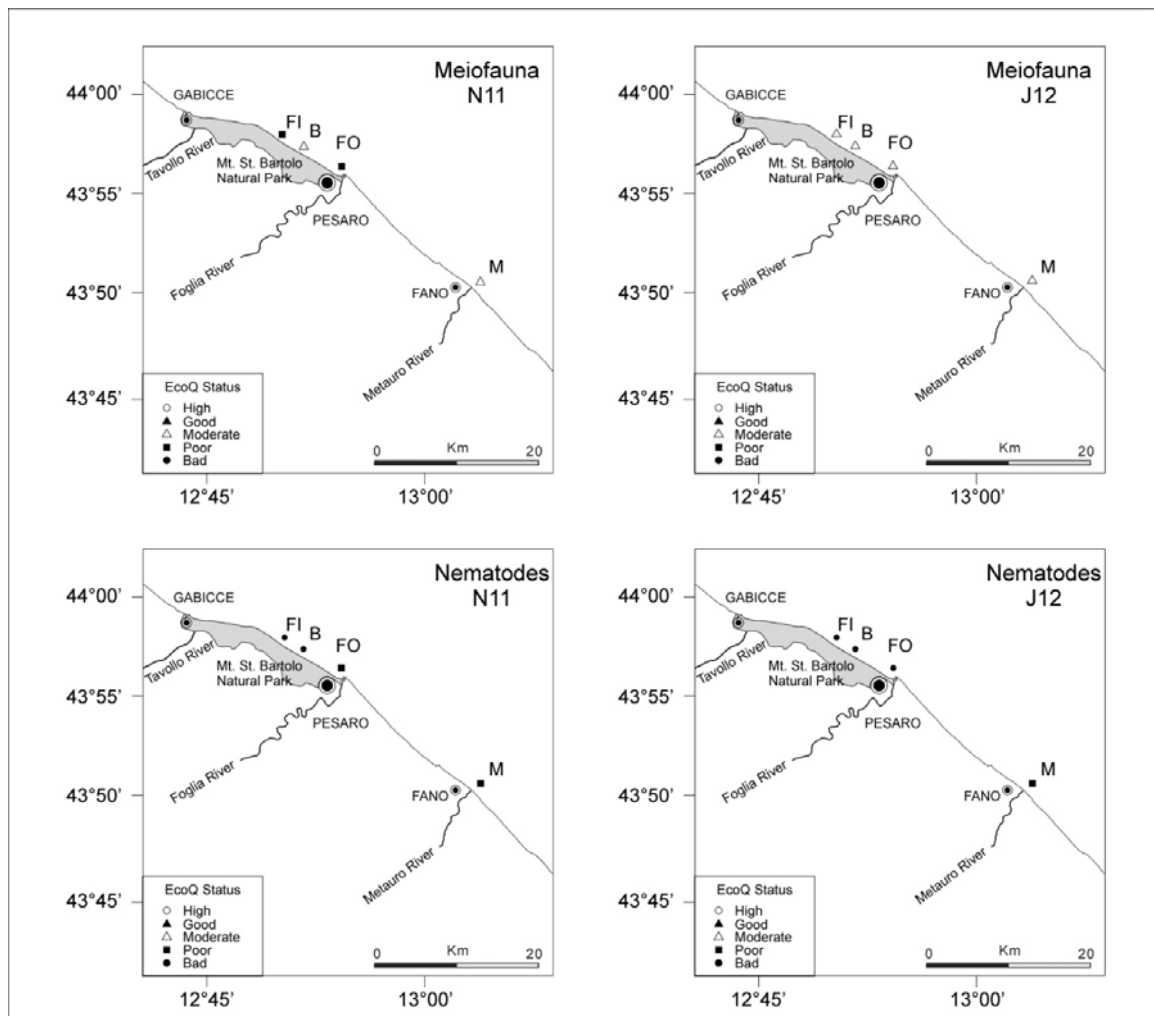 Meiofauna
N11
44°00’
GABICCE
FI
B
FO
Tavollo River
Mt. St. Bartolo
Natural Park
43°55’
PESARO
Foglia River
M
43°50’
FANO
Metauro River
43°45’
EcoQ Status
High
Good
Moderate
Poor
Bad
0 Km 20
12°45’ 13°00’
Meiofauna
J12
44°00’
GABICCE
FI
B
FO
Tavollo River
Mt. St. Bartolo
Natural Park
43°55’
PESARO
Foglia River
M
43°50’
FANO
Metauro River
43°45’
EcoQ Status
High
Good
Moderate
Poor
Bad
0 Km 20
12°45’ 13°00’
Nematodes
N11
44°00’
GABICCE
FI
B
FO
Tavollo River
Mt. St. Bartolo
Natural Park
43°55’
PESARO
Foglia River
M
43°50’
FANO
Metauro River
43°45’
EcoQ Status
High
Good
Moderate
Poor
Bad
0 Km 20
12°45’ 13°00’
Nematodes
J12
44°00’
GABICCE
FI
B
FO
Tavollo River
Mt. St. Bartolo
Natural Park
43°55’
PESARO
Foglia River
M
43°50’
FANO
Metauro River
43°45’
EcoQ Status
High
Good
Moderate
Poor
Bad
0 Km 20
12°45’ 13°00’